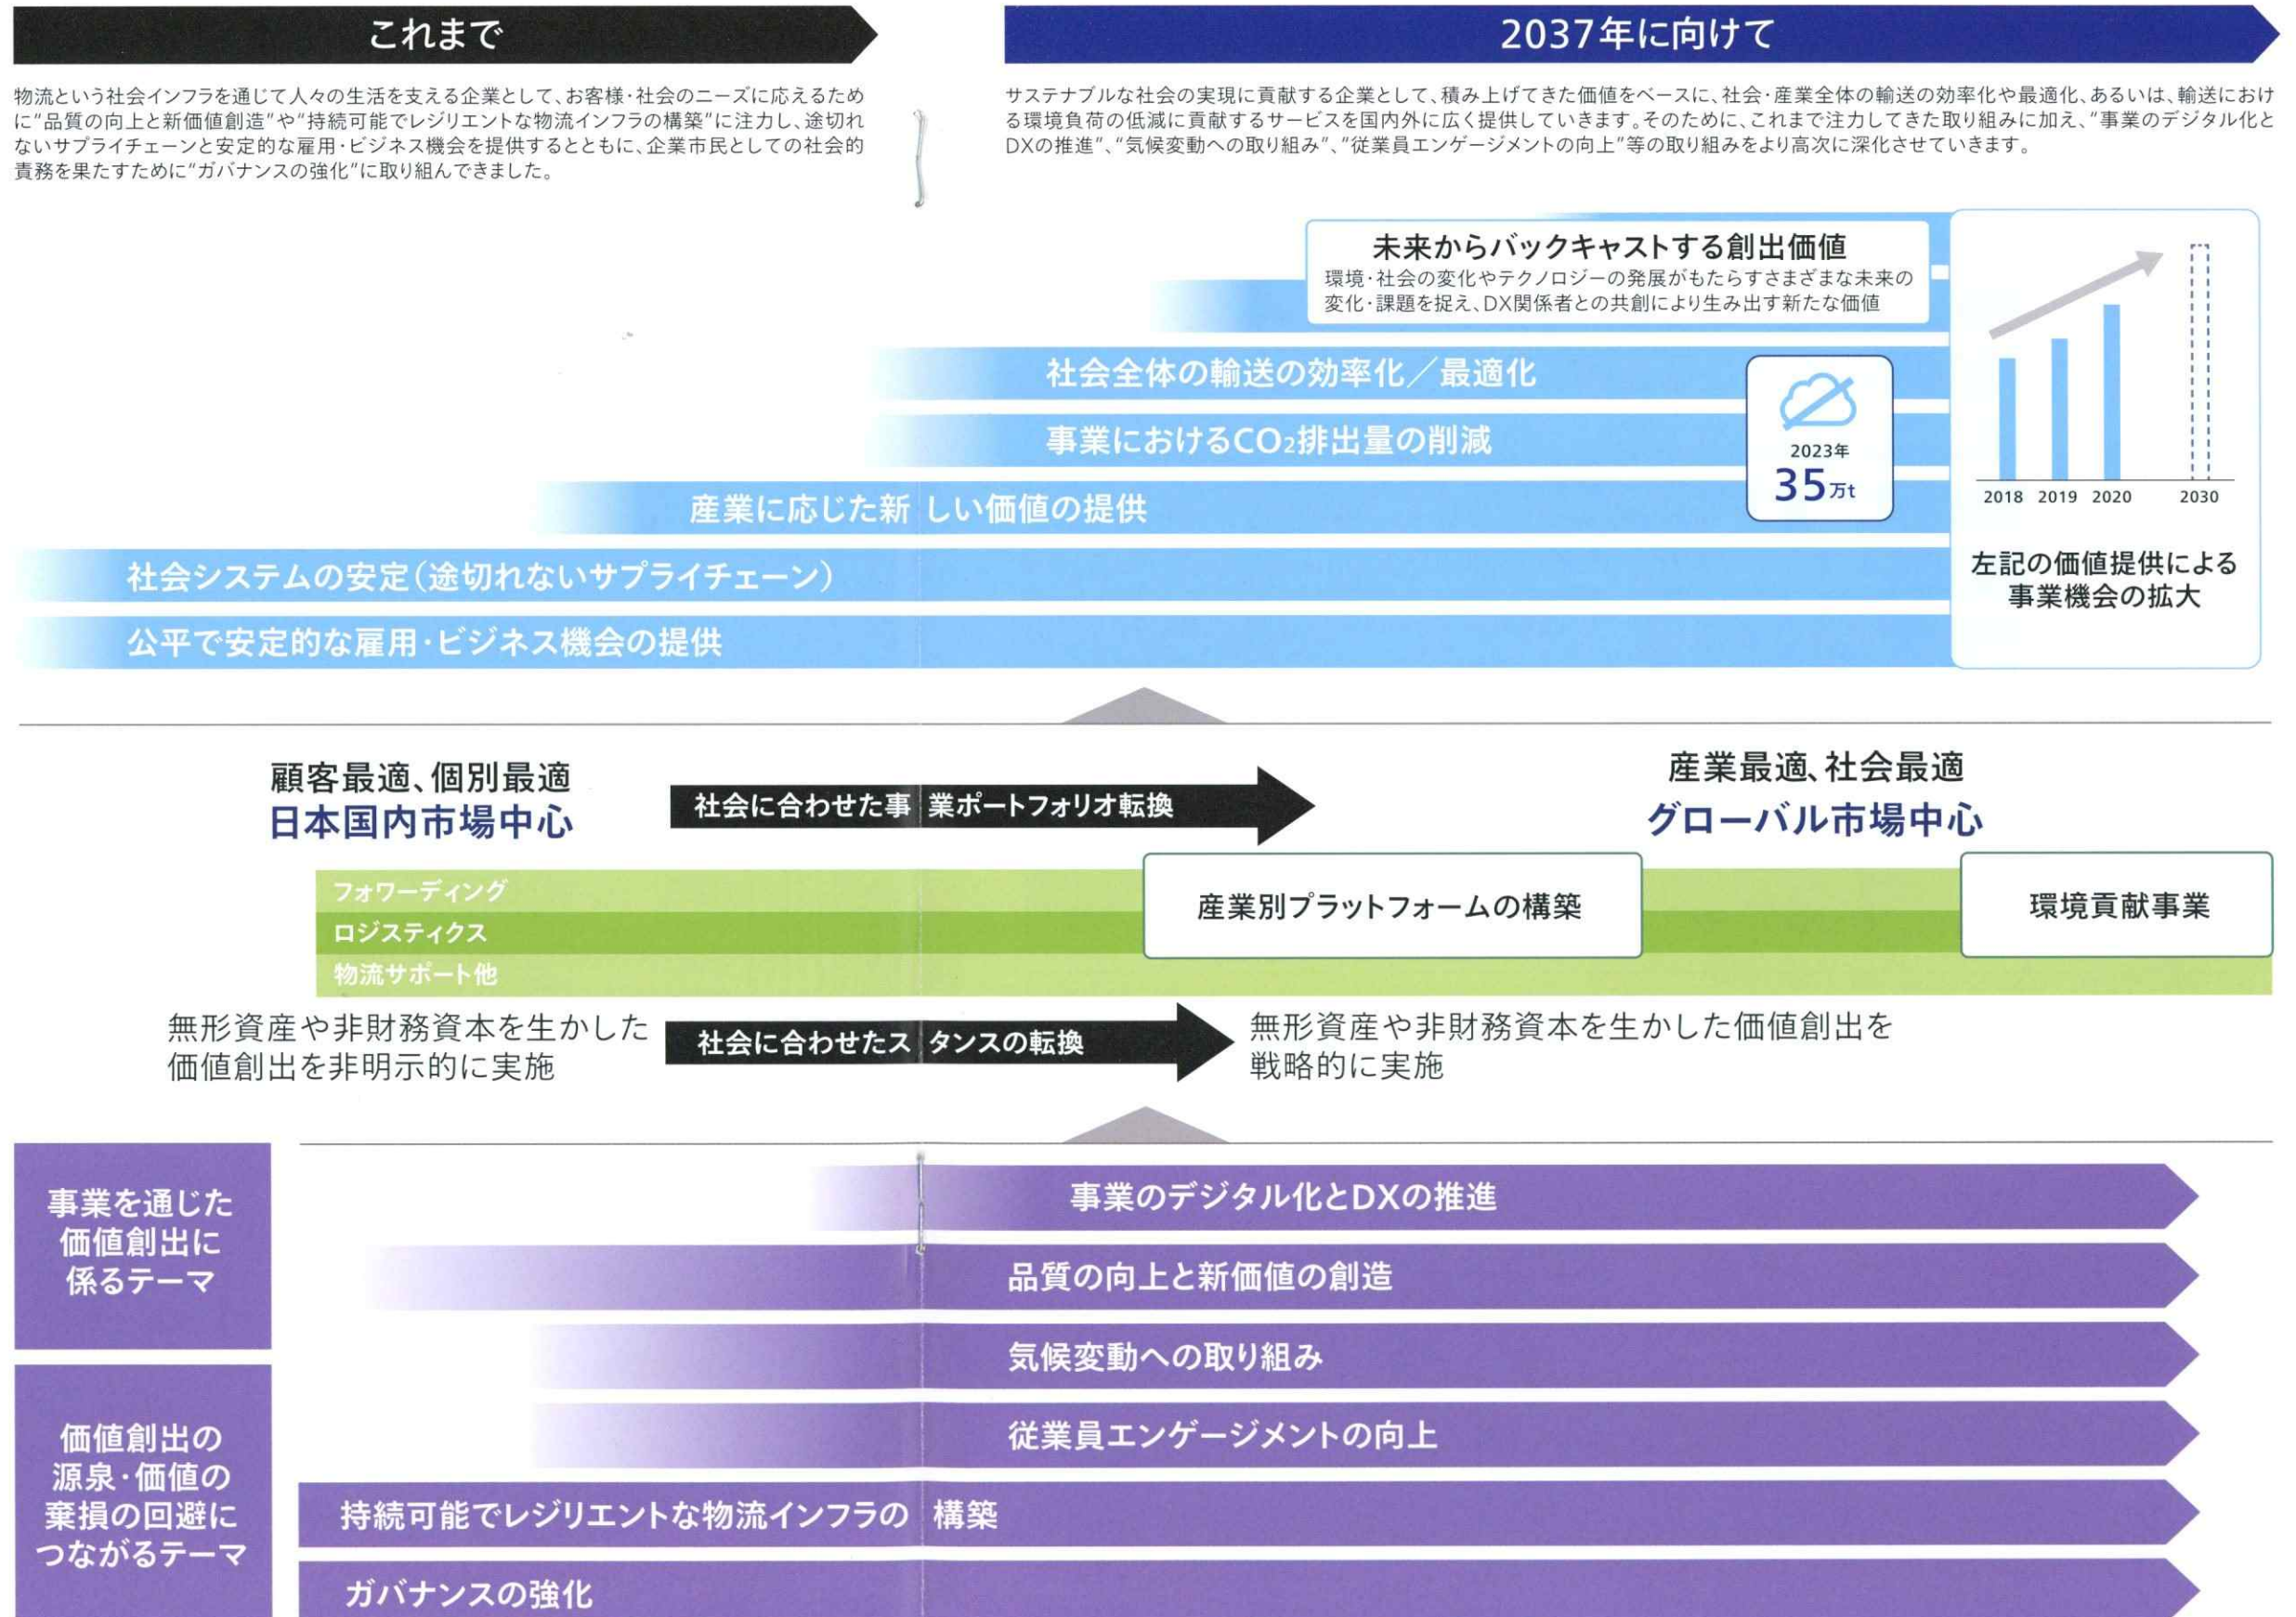 これまで
物流という社会インフラを通じて人々の生活を支える企業として、お客様・社会のニーズに応えるため
に“品質の向上と新価値創造”や“持続可能でレジリエントな物流インフラの構築”に注力し、途切れ
ないサプライチェーンと安定的な雇用・ビジネス機会を提供するとともに、企業市民としての社会的
責務を果たすために“ガバナンスの強化”に取り組んできました。
2037年に向けて
サステナブルな社会の実現に貢献する企業として、積み上げてきた価値をベースに、社会・産業全体の輸送の効率化や最適化、あるいは、輸送におけ
る環境負荷の低減に貢献するサービスを国内外に広く提供していきます。そのために、これまで注力してきた取り組みに加え、“事業のデジタル化と
DXの推進”、“気候変動への取り組み”、“従業員エンゲージメントの向上”等の取り組みをより高次に深化させていきます。
未来からバックキャストする創出価値
環境・社会の変化やテクノロジーの発展がもたらすさまざまな未来の
変化・課題を捉え、DX関係者との共創により生み出す新たな価値
社会全体の輸送の効率化／最適化
事業におけるCO2排出量の削減
産業に応じた新しい価値の提供
社会システムの安定(途切れないサプライチェーン)
公平で安定的な雇用・ビジネス機会の提供
2023年
35万t
2018 2019 2020 2030
左記の価値提供による
事業機会の拡大
顧客最適、個別最適
日本国内市場中心
社会に合わせた事業ポートフォリオ転換
産業最適、社会最適
グローバル市場中心
フォワーディング
ロジスティクス
物流サポート他
産業別プラットフォームの構築
環境貢献事業
無形資産や非財務資本を生かした
価値創出を非明示的に実施
社会に合わせたスタンスの転換
無形資産や非財務資本を生かした価値創出を
戦略的に実施
事業を通じた
価値創出に
係るテーマ
事業のデジタル化とDXの推進
品質の向上と新価値の創造
気候変動への取り組み
価値創出の
源泉・価値の
棄損の回避に
つながるテーマ
従業員エンゲージメントの向上
持続可能でレジリエントな物流インフラの構築
ガバナンスの強化